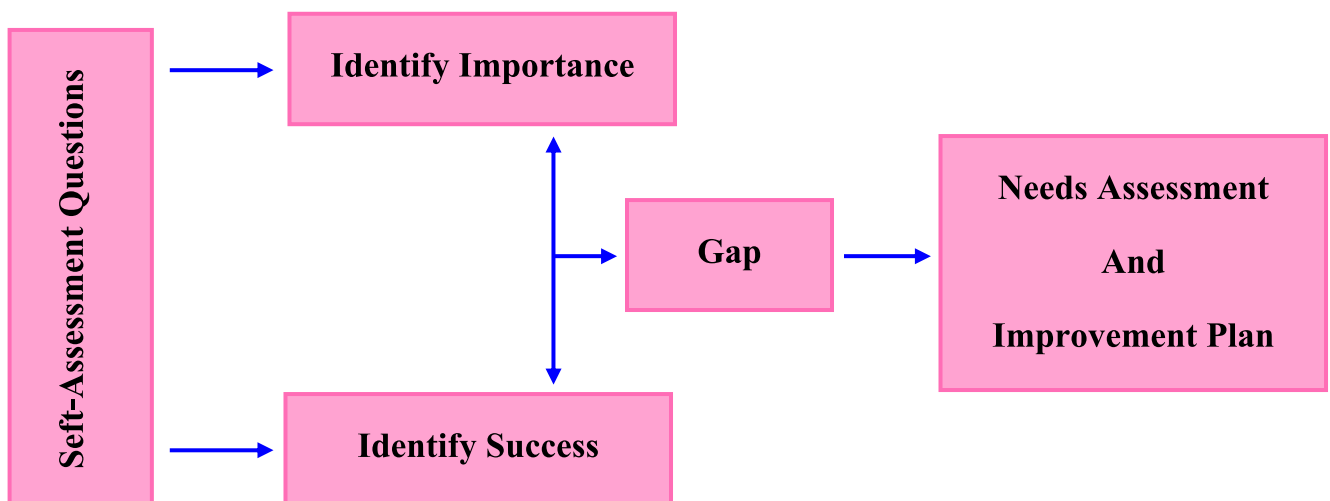 Seft-Assessment Questions
Identify Importance
Identify Success
Gap
Needs Assessment
And
Improvement Plan